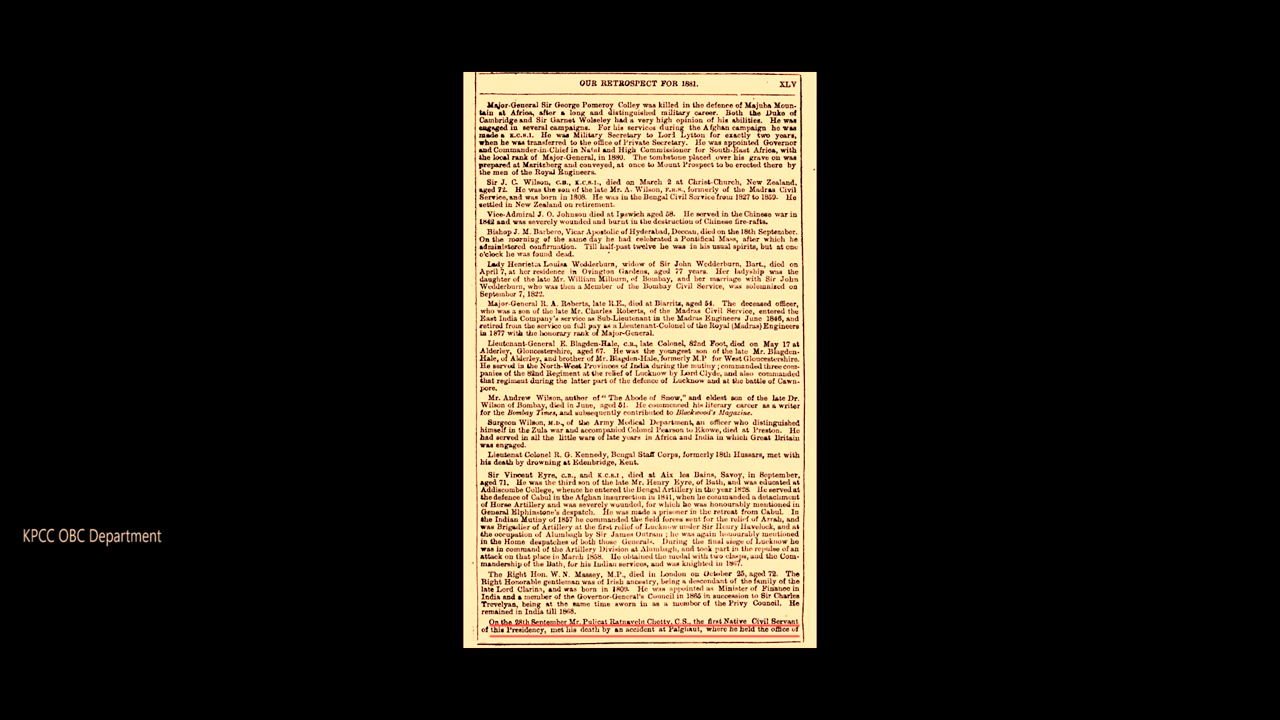 OUR RETROSPECT FOR 1881. XLV
Major-General Sir George Pomeroy Colley was killed in the defence of Majuba Moun-
tain at Africa, after a long and distinguished military career. Both the Duke of
Cambridge and Sir Garnet Wolseley had a very high opinion of his abilities. He was
engaged in several campaigns. For his services during the Afghan campaign he was
made a K.C.S.I. He was Military Secretary to Lord Lytton for exactly two years,
when he was transferred to the office of Private Secretary. He was appointed Governor
and Commander-in-Chief in Natal and High Commissioner for South-East Africa, with
the local rank of Major-General, in 1880. The tombstone placed over his grave on was
prepared at Maritzberg and conveyed, at once to Mount Prospect to be erected there by
the men of the Royal Engineers.
Sir J. C. Wilson, C.B., K.C.S.I., died on March 2 at Christ-Church, New Zealand,
aged 72. He was the son of the late Mr. A. Wilson, F.R.S., formerly of the Madras Civil
Service, and was born in 1808. He was in the Bengal Civil Service from 1827 to 1859. He
settled in New Zealand on retirement.
Vice-Admiral J. O. Johnson died at Ipswich aged 58. He served in the Chinese war in
1842 and was severely wounded and burnt in the destruction of Chinese fire-rafts.
Bishop J. M. Barbero, Vicar Apostolic of Hyderabad, Deccan, died on the 18th September.
On the morning of the same day he had celebrated a Pontifical Mass, after which he
administered confirmation. Till half-past twelve he was in his usual spirits, but at one
o'clock he was found dead.
Lady Henrietta Louisa Wedderburn, widow of Sir John Wedderburn, Bart., died on
April 7, at her residence in Ovington Gardens, aged 77 years. Her ladyship was the
daughter of the late Mr. William Milburn, of Bombay, and her marriage with Sir John
Wedderburn, who was then a Member of the Bombay Civil Service, was solemnized on
September 7, 1822.
Major-General R. A. Roberts, late R.E., died at Biarritz, aged 54. The deceased officer,
who was a son of the late Mr. Charles Roberts, of the Madras Civil Service, entered the
East India Company's service as Sub-Lieutenant in the Madras Engineers June 1846, and
retired from the service on full pay as a Lieutenant-Colonel of the Royal (Madras) Engineers
in 1877 with the honorary rank of Major-General.
Lieutenant-General E. Blagden-Hale, C.B., late Colonel, 82nd Foot, died on May 17 at
Alderley, Gloucestershire, aged 67. He was the youngest son of the late Mr. Blagden-
Hale, of Alderley, and brother of Mr. Blagden-Hale, formerly M.P for West Gloucestershire.
He served in the North-West Provinces of India during the mutiny; commanded three com-
panies of the 82nd Regiment at the relief of Lucknow by Lord Clyde, and also commanded
that regiment during the latter part of the defence of Lucknow and at the battle of Cawn-
pore.
Mr. Andrew Wilson, author of "The Abode of Snow," and eldest son of the late Dr.
Wilson of Bombay, died in June, aged 51. He commenced his literary career as a writer
for the Bombay Times, and subsequently contributed to Blackwood's Magazine.
Surgeon Wilson, M.D., of the Army Medical Department, an officer who distinguished
himself in the Zulu war and accompanied Colonel Pearson to Ekowe, died at Preston. He
had served in all the little wars of late years in Africa and India in which Great Britain
was engaged.
Lieutenat Colonel R. G. Kennedy, Bengal Staff Corps, formerly 18th Hussars, met with
his death by drowning at Edenbridge, Kent.
Sir Vincent Eyre, C.B., and K.C.S.I., died at Aix les Bains, Savoy, in September,
aged 71. He was the third son of the late Mr. Henry Eyre, of Bath, and was educated at
Addiscombe College, whence he entered the Bengal Artillery in the year 1828. He served at
the defence of Cabul in the Afghan insurrection in 1841, when he commanded a detachment
of Horse Artillery and was severely wounded, for which he was honourably mentioned in
General Elphinstone's despatch. He was made a prisoner in the retreat from Cabul. In
the Indian Mutiny of 1857 he commanded the field forces sent for the relief of Arrah, and
was Brigadier of Artillery at the first relief of Lucknow under Sir Henry Havelock, and at
the occupation of Alumbagh by Sir James Outram; he was again honourably mentioned
in the Home despatches of both those Generals. During the final siege of Lucknow he
was in command of the Artillery Division at Alumbagh, and took part in the repulse of an
attack on that place in March 1858. He obtained the medal with two clasps, and the Com-
mandership of the Bath, for his Indian services, and was knighted in 1867.
The Right Hon. W. N. Massey, M.P., died in London on October 25, aged 72. The
Right Honorable gentleman was of Irish ancestry, being a descendant of the family of the
late Lord Clarina, and was born in 1809. He was appointed as Minister of Finance in
India and a member of the Governor-General's Council in 1865 in succession to Sir Charles
Trevelyan, being at the same time sworn in as a member of the Privy Council. He
remained in India till 1868.
On the 28th September Mr. Pulicat Ratnavelu Chetty, C.S., the first Native Civil Servant
of this Presidency, met his death by an accident at Palghaut, where he held the office of
KPCC OBC Department